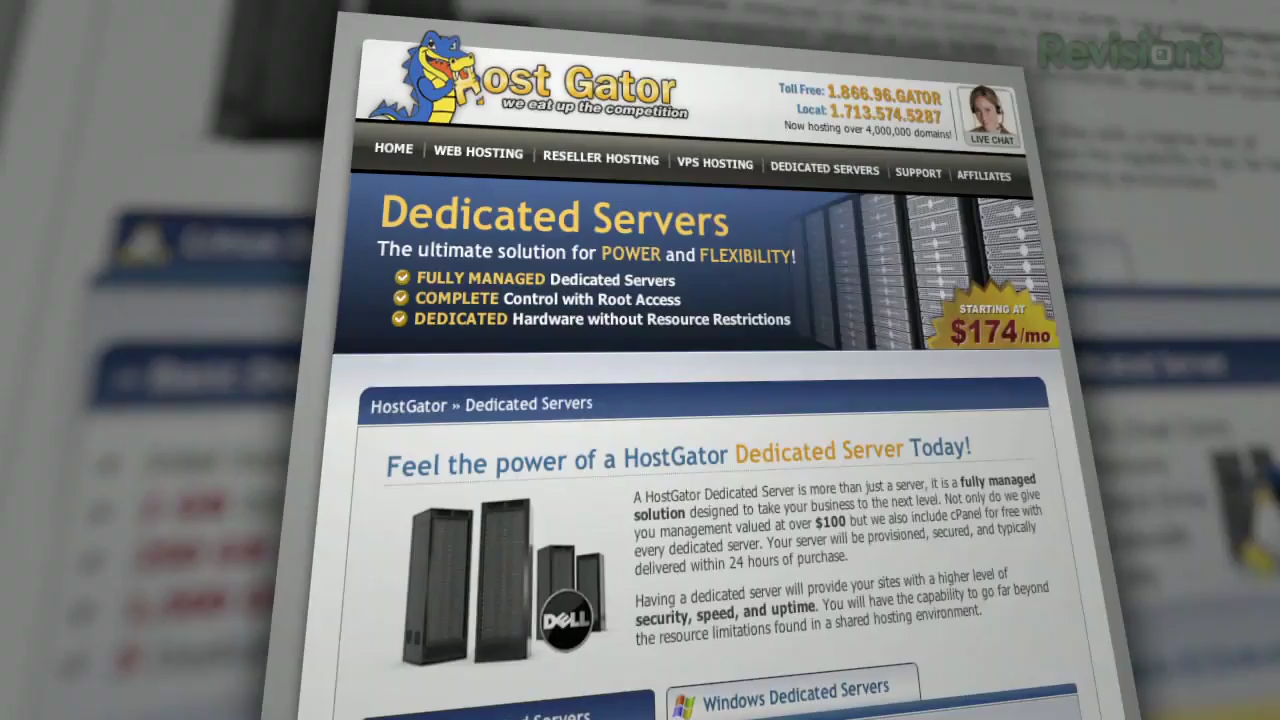 Revision3
Host Gator
we eat up the competition
Toll Free: 1.866.96.GATOR
Local: 1.713.574.5287
Now hosting over 4,000,000 domains!
LIVE CHAT
HOME | WEB HOSTING | RESELLER HOSTING | VPS HOSTING | DEDICATED SERVERS | SUPPORT | AFFILIATES
Dedicated Servers
The ultimate solution for POWER and FLEXIBILITY!
FULLY MANAGED Dedicated Servers
COMPLETE Control with Root Access
DEDICATED Hardware without Resource Restrictions
STARTING AT
$174/mo
HostGator » Dedicated Servers
Feel the power of a HostGator Dedicated Server Today!
A HostGator Dedicated Server is more than just a server, it is a fully managed
solution designed to take your business to the next level. Not only do we give
you management valued at over $100 but we also include cPanel for free with
every dedicated server. Your server will be provisioned, secured, and typically
delivered within 24 hours of purchase.
Having a dedicated server will provide your sites with a higher level of
security, speed, and uptime. You will have the capability to go far beyond
the resource limitations found in a shared hosting environment.
DELL
Windows Dedicated Servers